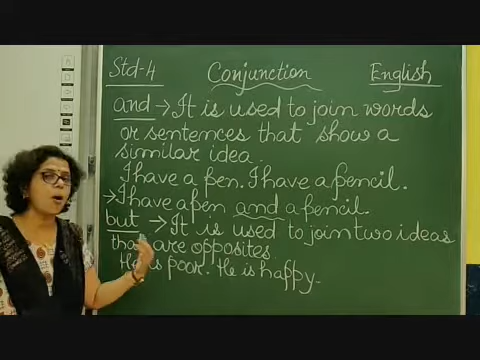 Std-4 Conjunction English
and → It is used to join words
or sentences that show a
similar idea.
I have a pen. I have a pencil.
→ I have a pen and a pencil.
but → It is used to join two ideas
that are opposites
He is poor. He is happy.